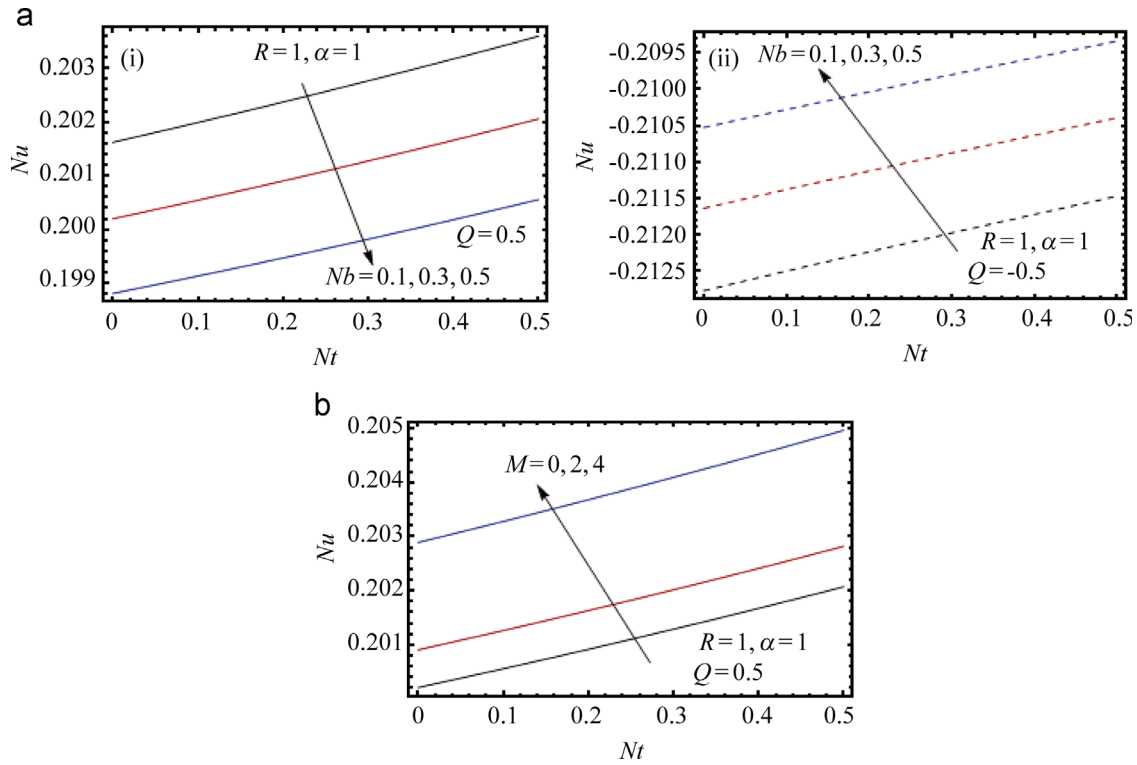 a
(i)
R=1, α=1
0.203
0.202
0.201
0.200
0.199
Nu
Q=0.5
Nb=0.1, 0.3, 0.5
0 0.1 0.2 0.3 0.4 0.5
Nt
(ii)
Nb=0.1, 0.3, 0.5
-0.2095
-0.2100
-0.2105
-0.2110
-0.2115
-0.2120
-0.2125
Nu
R=1, α=1
Q=-0.5
0 0.1 0.2 0.3 0.4 0.5
Nt
b
0.205
0.204
0.203
0.202
0.201
Nu
M=0, 2, 4
R=1, α=1
Q=0.5
0 0.1 0.2 0.3 0.4 0.5
Nt